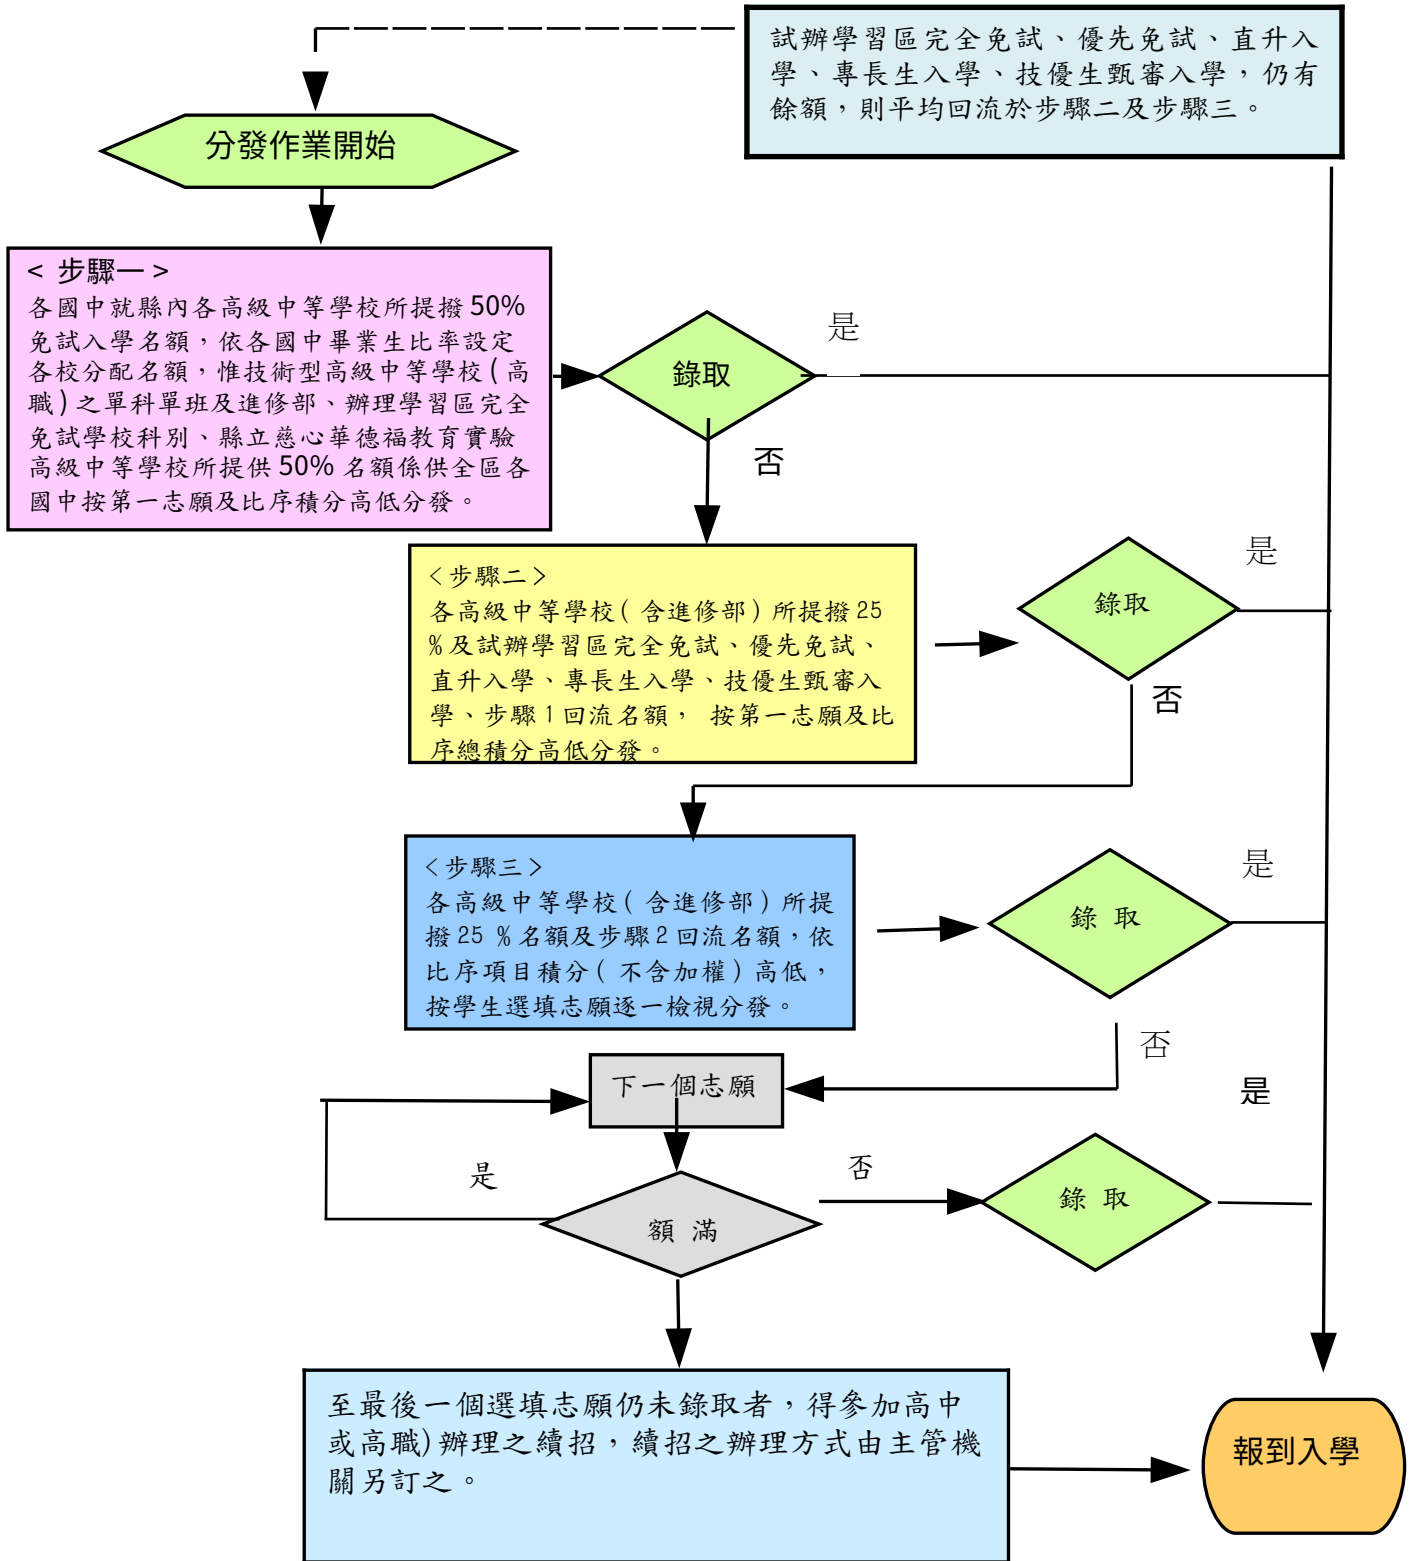 試辦學習區完全免試、優先免試、直升入
學、專長生入學、技優生甄審入學，仍有
餘額，則平均回流於步驟二及步驟三。
分發作業開始
< 步驟一 >
各國中就縣內各高級中等學校所提撥 50%
免試入學名額，依各國中畢業生比率設定
各校分配名額，惟技術型高級中等學校 ( 高
職 ) 之單科單班及進修部、辦理學習區完全
免試學校科別、縣立慈心華德福教育實驗
高級中等學校所提供 50% 名額係供全區各
國中按第一志願及比序積分高低分發。
錄取
是
否
< 步驟二 >
各高級中等學校 ( 含進修部 ) 所提撥 25
% 及試辦學習區完全免試、優先免試、
直升入學、專長生入學、技優生甄審入
學、步驟 1 回流名額， 按第一志願及比
序總積分高低分發。
錄取
是
否
< 步驟三 >
各高級中等學校 ( 含進修部 ) 所提
撥 25 % 名額及步驟 2 回流名額，依
比序項目積分 ( 不含加權 ) 高低，
按學生選填志願逐一檢視分發。
錄 取
是
否
下一個志願
是
是
否
額 滿
錄 取
至最後一個選填志願仍未錄取者，得參加高中
或高職) 辦理之續招，續招之辦理方式由主管機
關另訂之。
報到入學